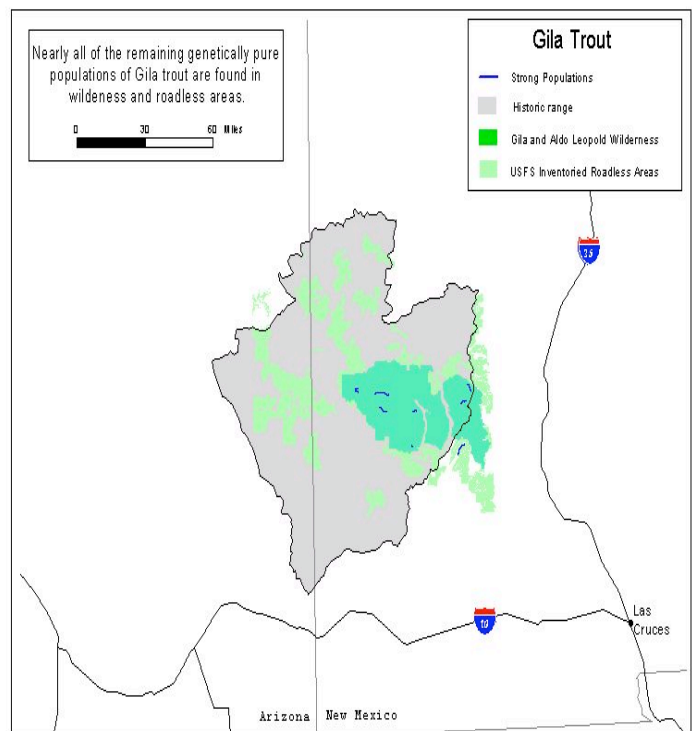 Nearly all of the remaining genetically pure
populations of Gila trout are found in
wildeness and roadless areas.
0 30 60 Miles
Gila Trout
Strong Populations
Historic range
Gila and Aldo Leopold Wilderness
USFS Inventoried Roadless Areas
25
10
Las
Cruces
Arizona New Mexico